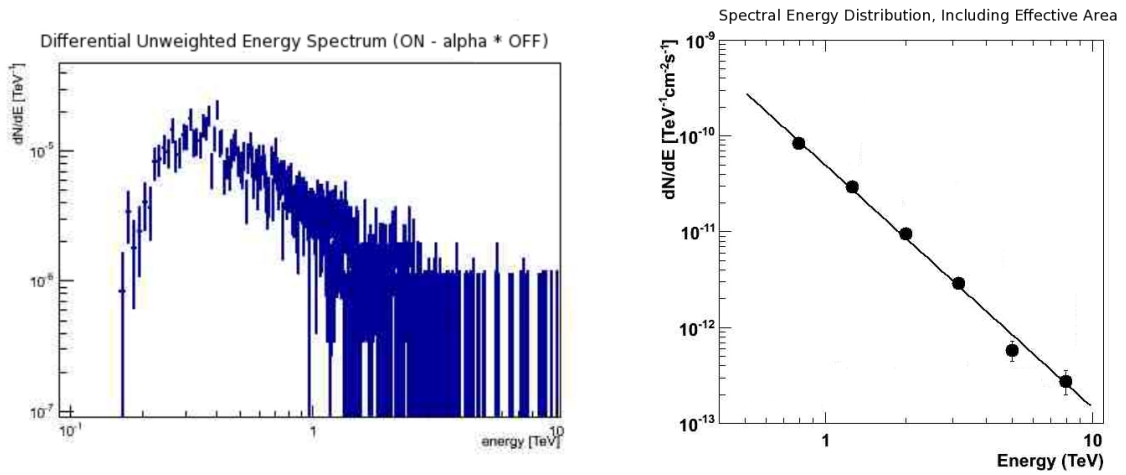 Differential Unweighted Energy Spectrum (ON - alpha * OFF)
dN/dE [TeV⁻¹]
10⁻⁵
10⁻⁶
10⁻⁷
10⁻¹
1
10
energy [TeV]
Spectral Energy Distribution, Including Effective Area
dN/dE [TeV⁻¹cm⁻²s⁻¹]
10⁻⁹
10⁻¹⁰
10⁻¹¹
10⁻¹²
10⁻¹³
1
10
Energy (TeV)